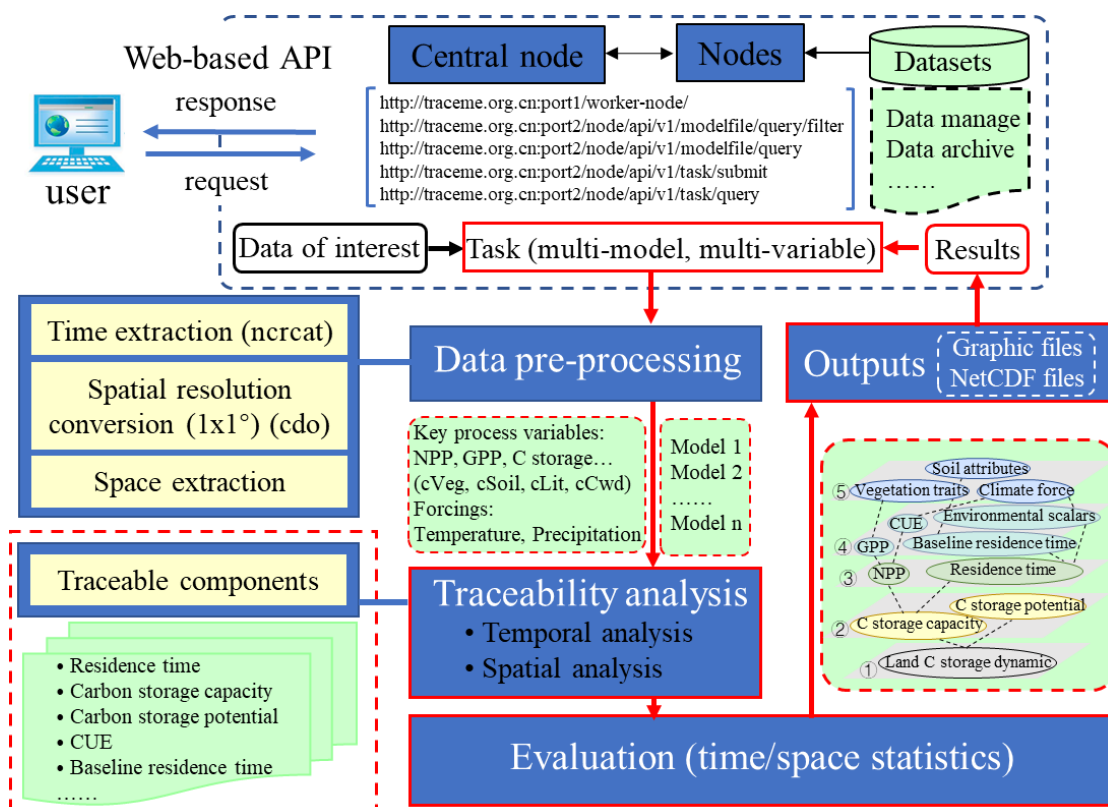 Web-based API
response
request
user
Central node
Nodes
Datasets
http://traceme.org.cn:port1/worker-node/
http://traceme.org.cn:port2/node/api/v1/modelfile/query/filter
http://traceme.org.cn:port2/node/api/v1/modelfile/query
http://traceme.org.cn:port2/node/api/v1/task/submit
http://traceme.org.cn:port2/node/api/v1/task/query
Data manage
Data archive
......
Data of interest
Task (multi-model, multi-variable)
Results
Time extraction (ncrcat)
Spatial resolution
conversion (1x1°) (cdo)
Space extraction
Data pre-processing
Outputs
Graphic files
NetCDF files
Key process variables:
NPP, GPP, C storage…
(cVeg, cSoil, cLit, cCwd)
Forcings:
Temperature, Precipitation
Model 1
Model 2
......
Model n
Soil attributes
⑤ Vegetation traits
Climate force
CUE
Environmental scalars
④ GPP
Baseline residence time
③ NPP
Residence time
C storage potential
② C storage capacity
① Land C storage dynamic
Traceable components
• Residence time
• Carbon storage capacity
• Carbon storage potential
• CUE
• Baseline residence time
......
Traceability analysis
• Temporal analysis
• Spatial analysis
Evaluation (time/space statistics)